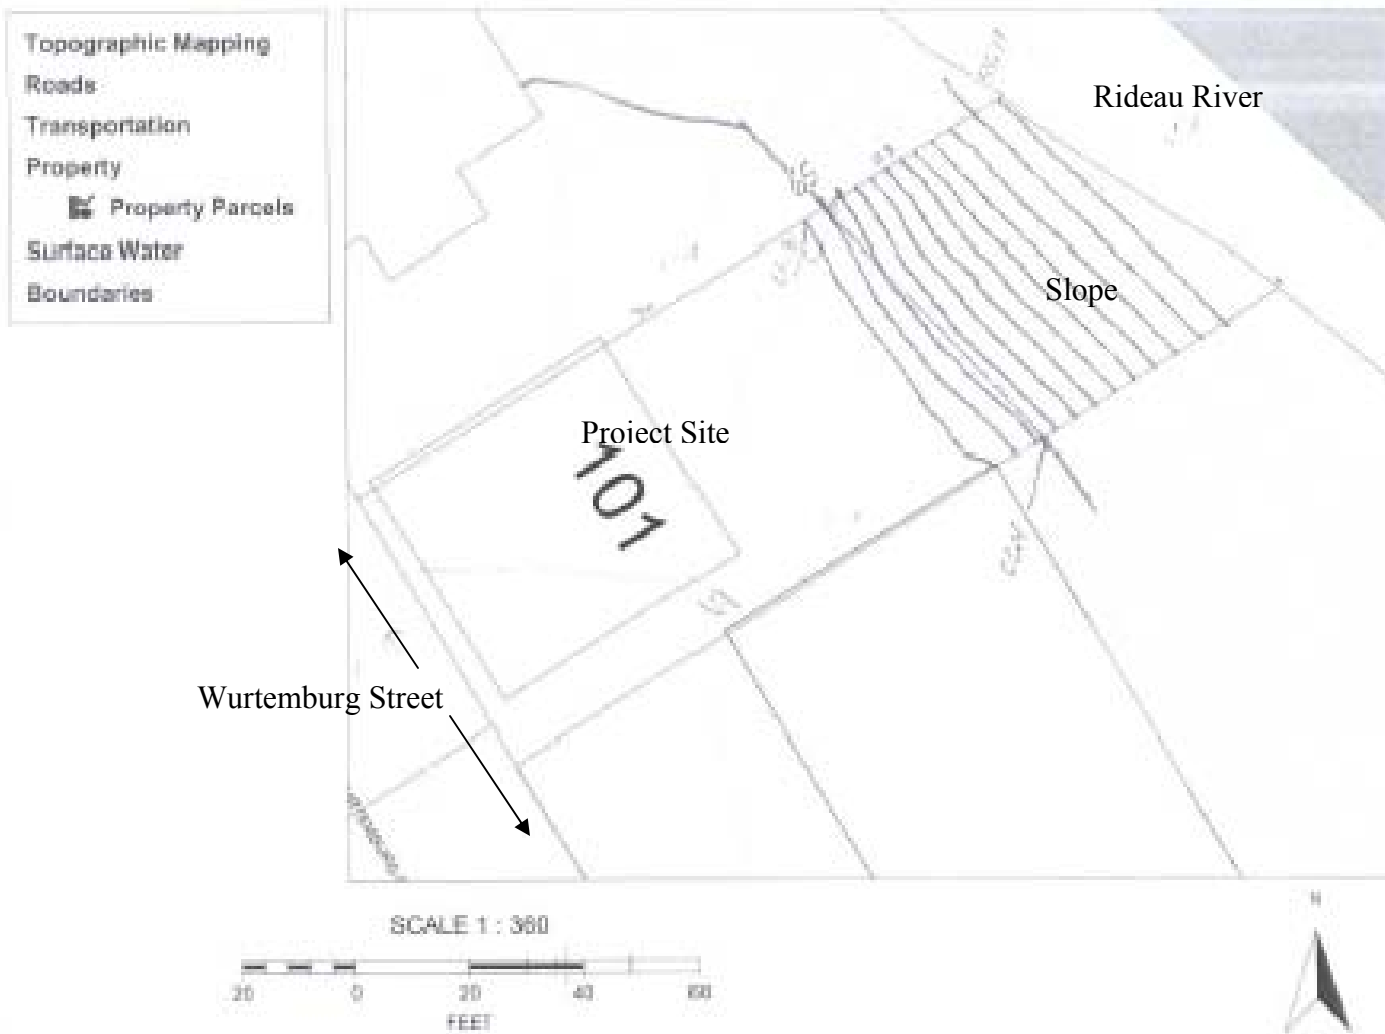 Topographic Mapping
Roads
Transportation
Property
Property Parcels
Surface Water
Boundaries
Rideau River
Slope
Project Site
101
Wurtemburg Street
SCALE 1 : 360
20 0 20 40 60
FEET
N